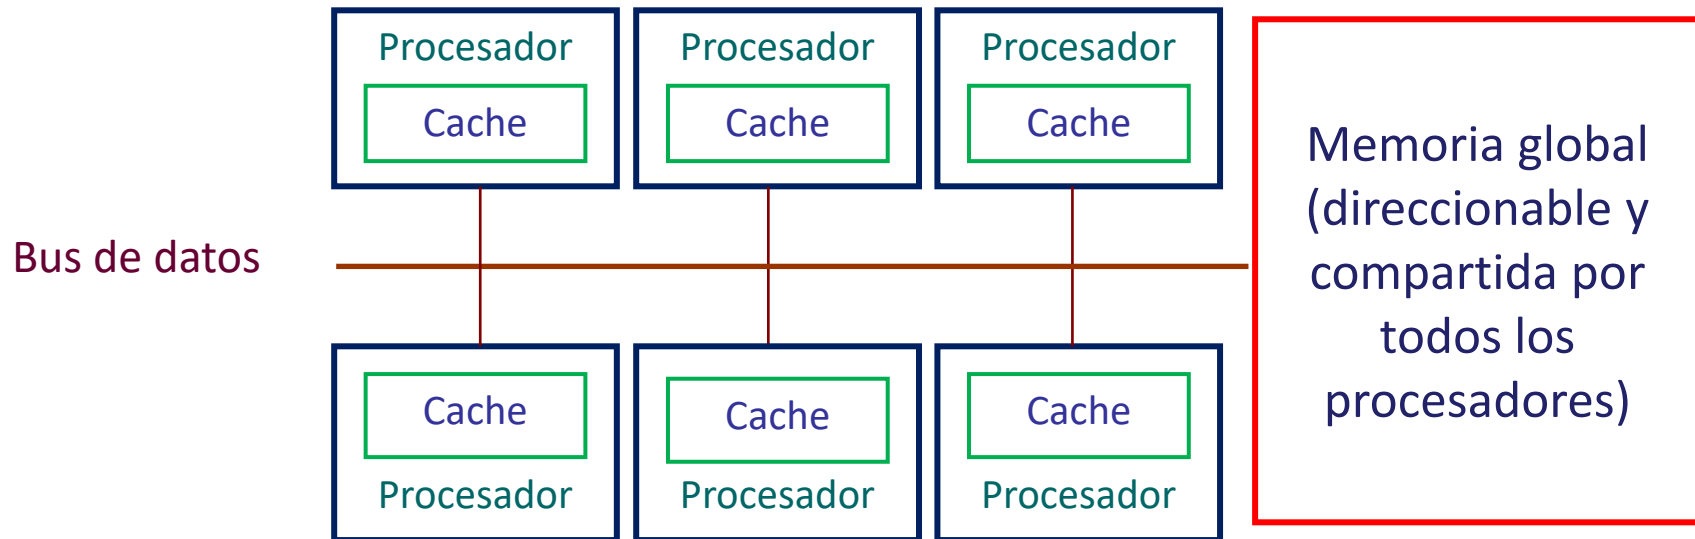 Procesador
Procesador
Procesador
Cache
Cache
Cache
Bus de datos
Cache
Cache
Cache
Procesador
Procesador
Procesador
Memoria global
(direccionable y
compartida por
todos los
procesadores)